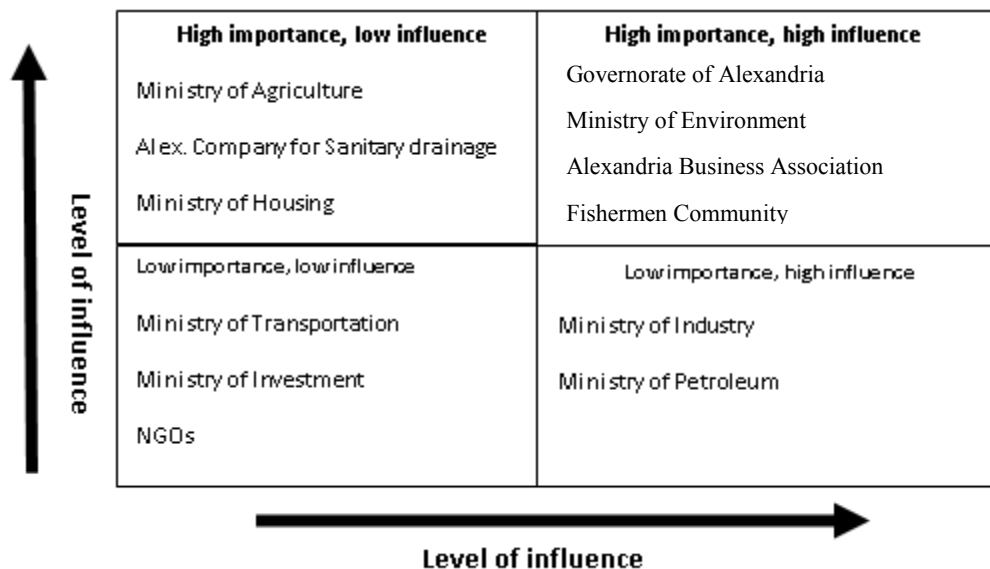 High importance, low influence
Ministry of Agriculture
Alex. Company for Sanitary drainage
Ministry of Housing
High importance, high influence
Governorate of Alexandria
Ministry of Environment
Alexandria Business Association
Fishermen Community
Low importance, low influence
Ministry of Transportation
Ministry of Investment
NGOs
Low importance, high influence
Ministry of Industry
Ministry of Petroleum
Level of influence
Level of influence